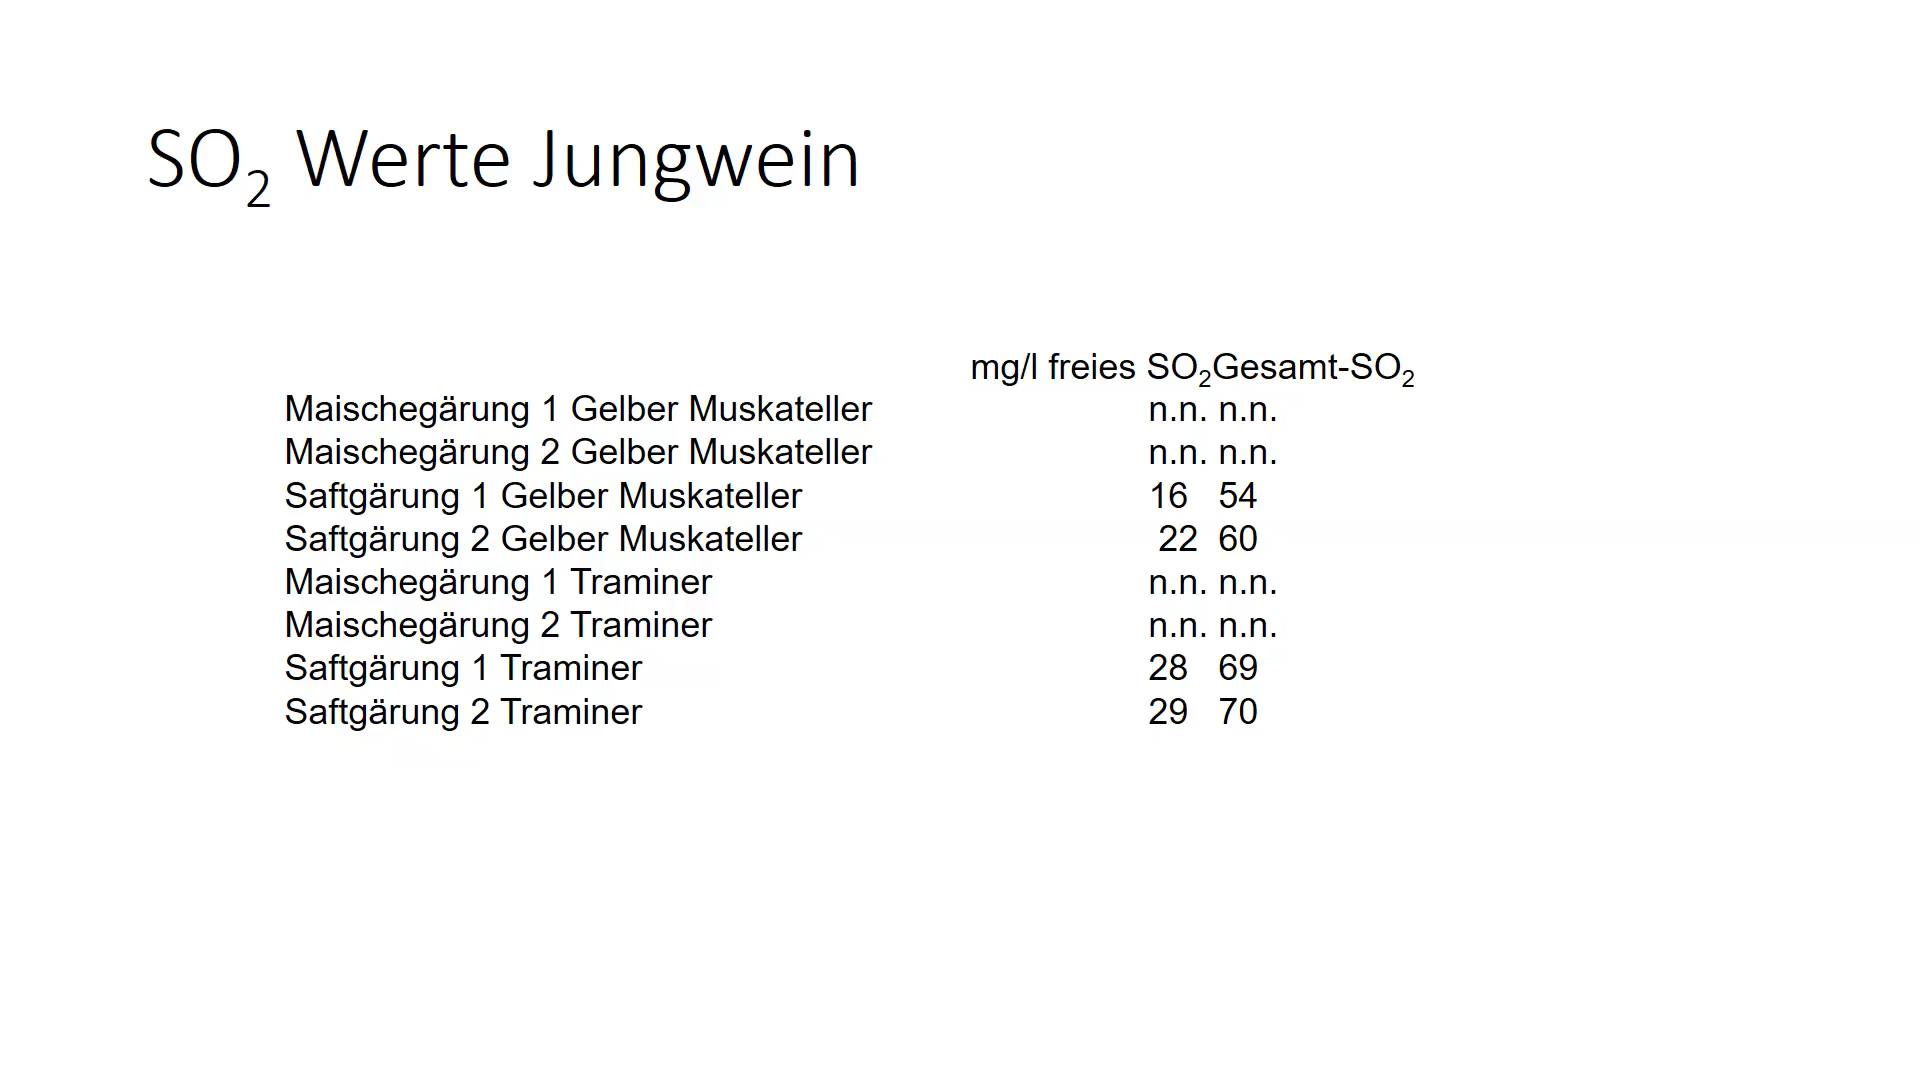 SO₂ Werte Jungwein
mg/l freies SO₂Gesamt-SO₂
Maischegärung 1 Gelber Muskateller n.n. n.n.
Maischegärung 2 Gelber Muskateller n.n. n.n.
Saftgärung 1 Gelber Muskateller 16 54
Saftgärung 2 Gelber Muskateller 22 60
Maischegärung 1 Traminer n.n. n.n.
Maischegärung 2 Traminer n.n. n.n.
Saftgärung 1 Traminer 28 69
Saftgärung 2 Traminer 29 70